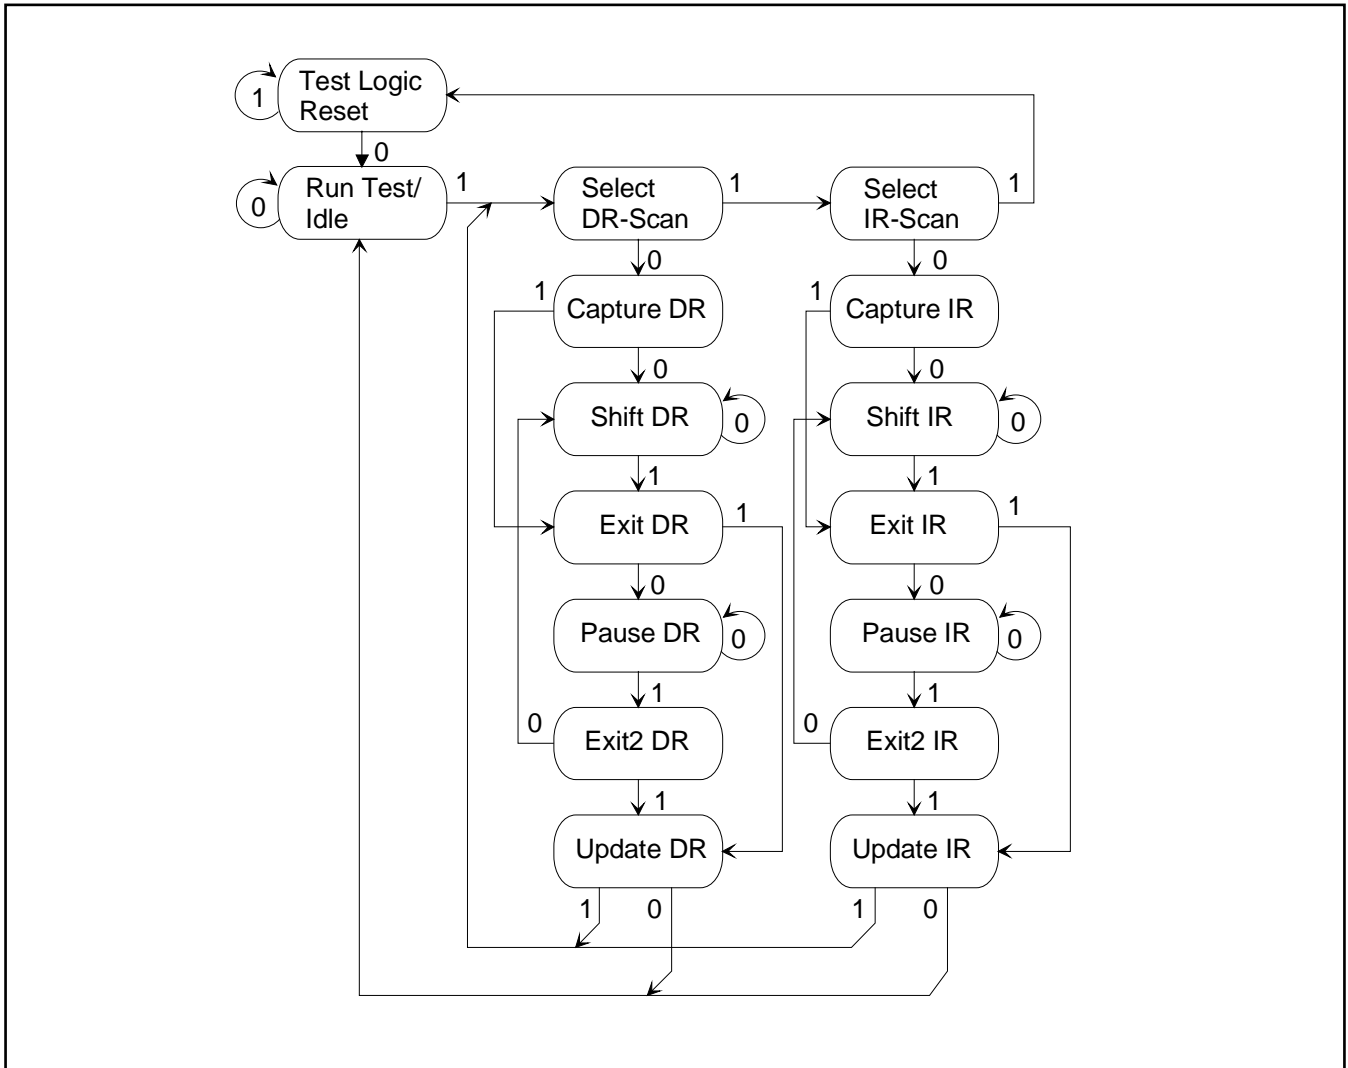 Test Logic
Reset
1
0
Run Test/
Idle
0
1
Select
DR-Scan
1
Select
IR-Scan
1
0
0
1
Capture DR
1
Capture IR
0
0
Shift DR
0
Shift IR
0
1
1
Exit DR
1
Exit IR
1
0
0
Pause DR
0
Pause IR
0
1
1
0
Exit2 DR
0
Exit2 IR
1
1
Update DR
Update IR
1
0
1
0